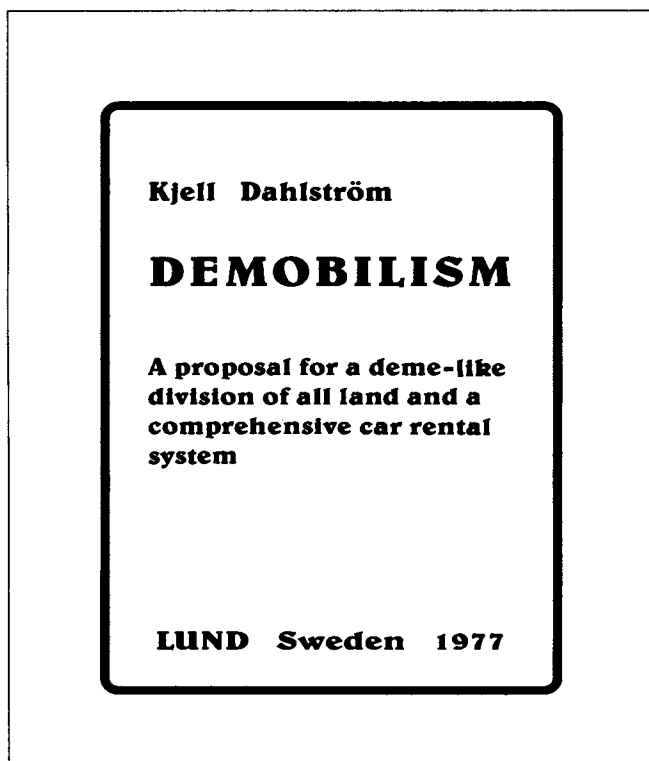 Kjell Dahlström
DEMOBILISM
A proposal for a deme-like
division of all land and a
comprehensive car rental
system
LUND Sweden 1977